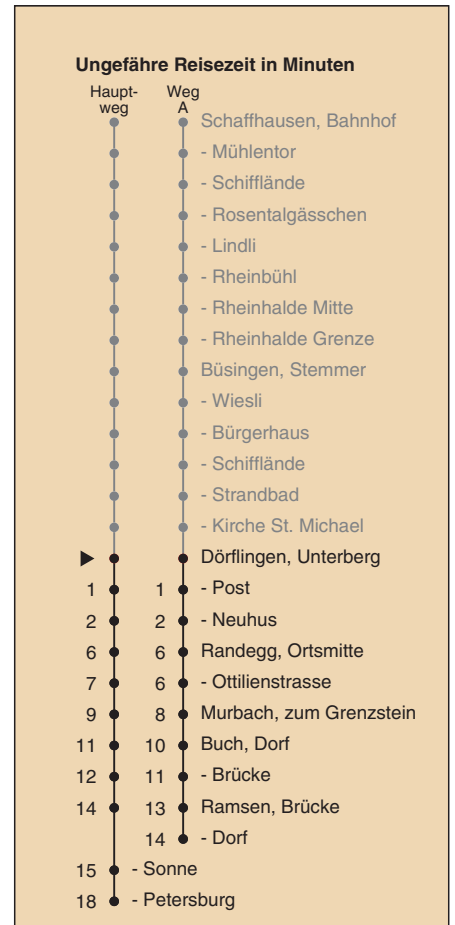 Ungefähre Reisezeit in Minuten
Haupt- Weg
weg A
Schaffhausen, Bahnhof
- Mühlentor
- Schifflände
- Rosentalgässchen
- Lindli
- Rheinbühl
- Rheinhalde Mitte
- Rheinhalde Grenze
Büsingen, Stemmer
- Wiesli
- Bürgerhaus
- Schifflände
- Strandbad
- Kirche St. Michael
Dörflingen, Unterberg
1 1 - Post
2 2 - Neuhus
6 6 Randegg, Ortsmitte
7 6 - Ottilienstrasse
9 8 Murbach, zum Grenzstein
11 10 Buch, Dorf
12 11 - Brücke
14 13 Ramsen, Brücke
14 - Dorf
15 - Sonne
18 - Petersburg